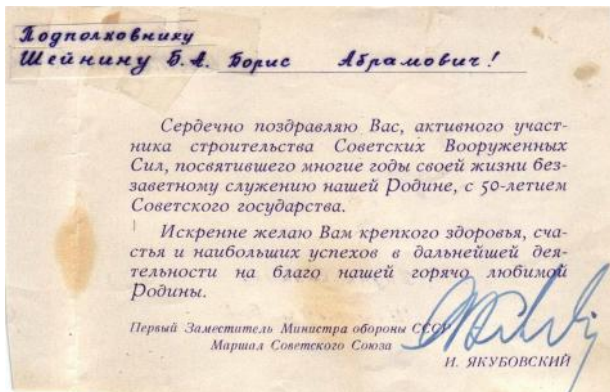 Подполковнику
Шейнину Б.А. Борис Абрамович!
Сердечно поздравляю Вас, активного участ-
ника строительства Советских Вооруженных
Сил, посвятившего многие годы своей жизни без-
заветному служению нашей Родине, с 50-летием
Советского государства.
Искренне желаю Вам крепкого здоровья, сча-
стья и наибольших успехов в дальнейшей дея-
тельности на благо нашей горячо любимой
Родины.
Первый Заместитель Министра обороны СССР
Маршал Советского Союза
И. ЯКУБОВСКИЙ